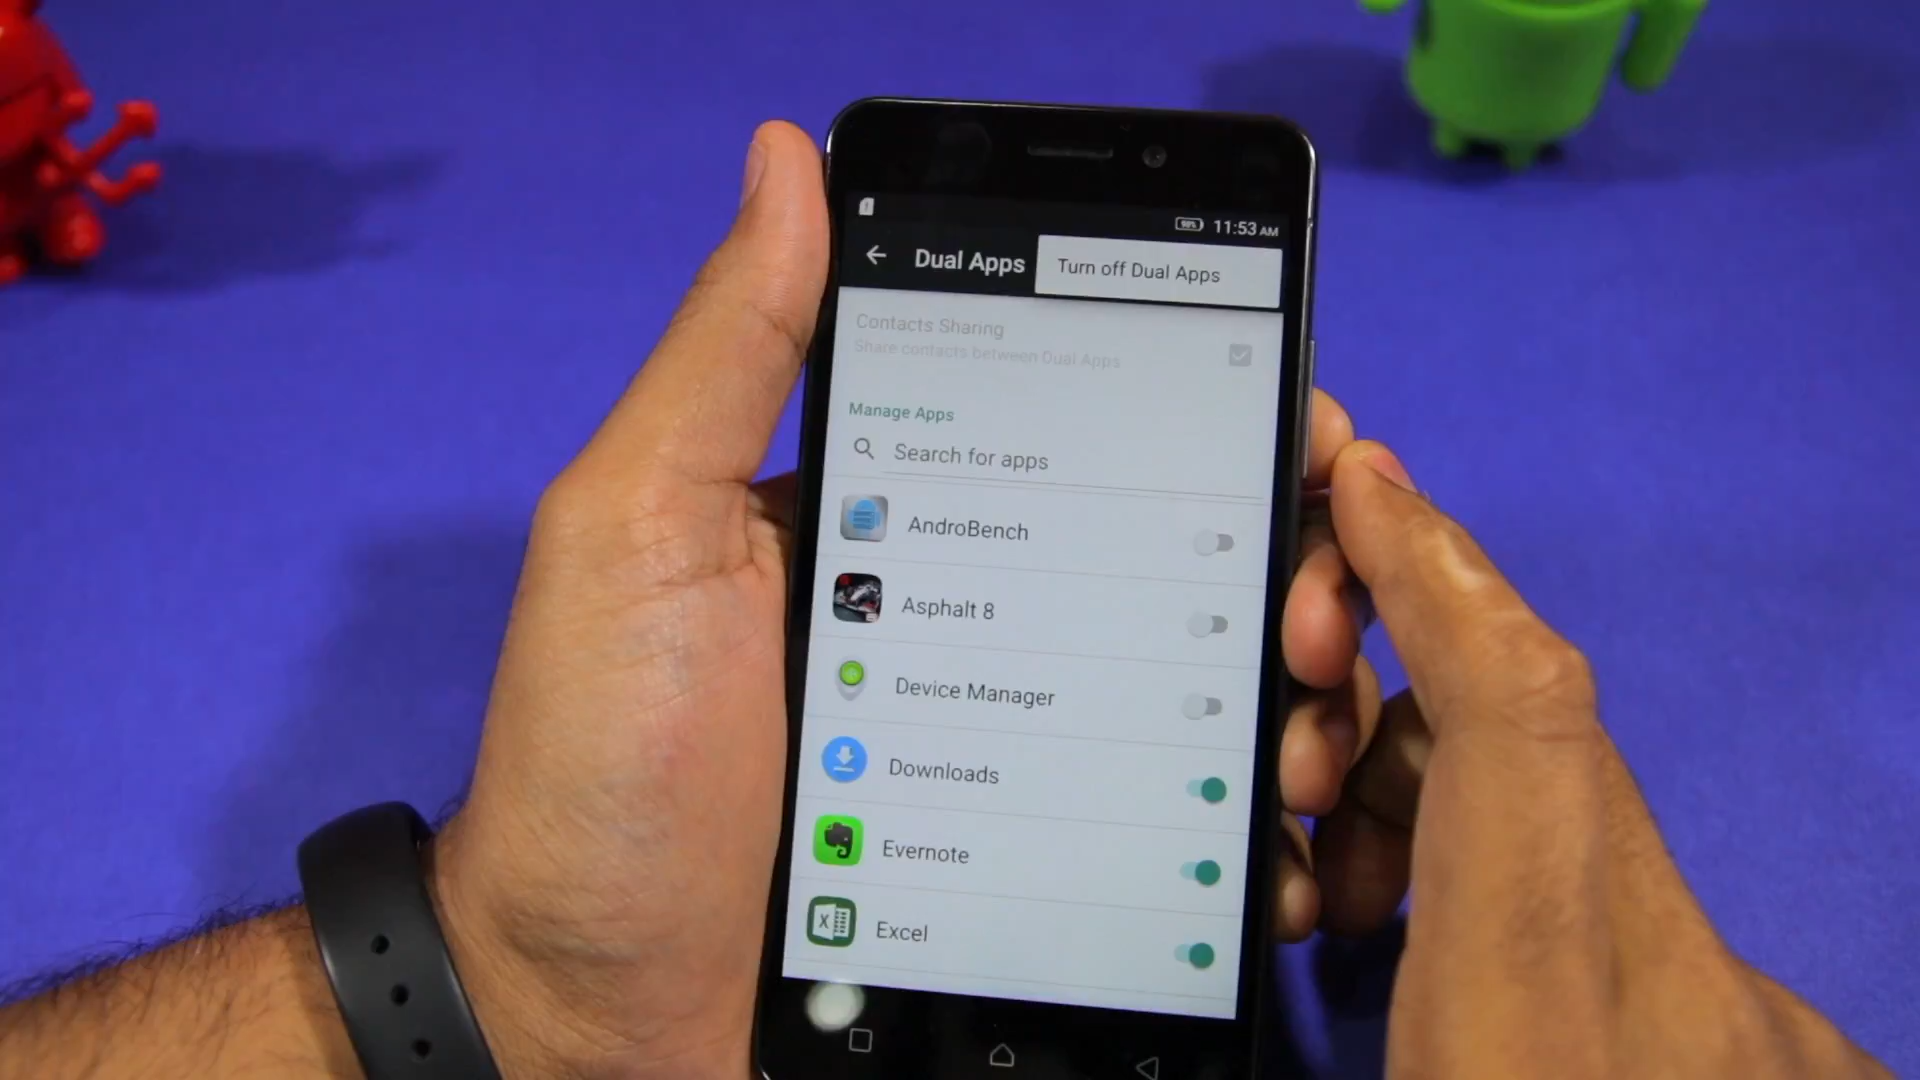 98%
11:53 AM
Dual Apps
Turn off Dual Apps
Contacts Sharing
Share contacts between Dual Apps
Manage Apps
Search for apps
AndroBench
Asphalt 8
Device Manager
Downloads
Evernote
X
Excel